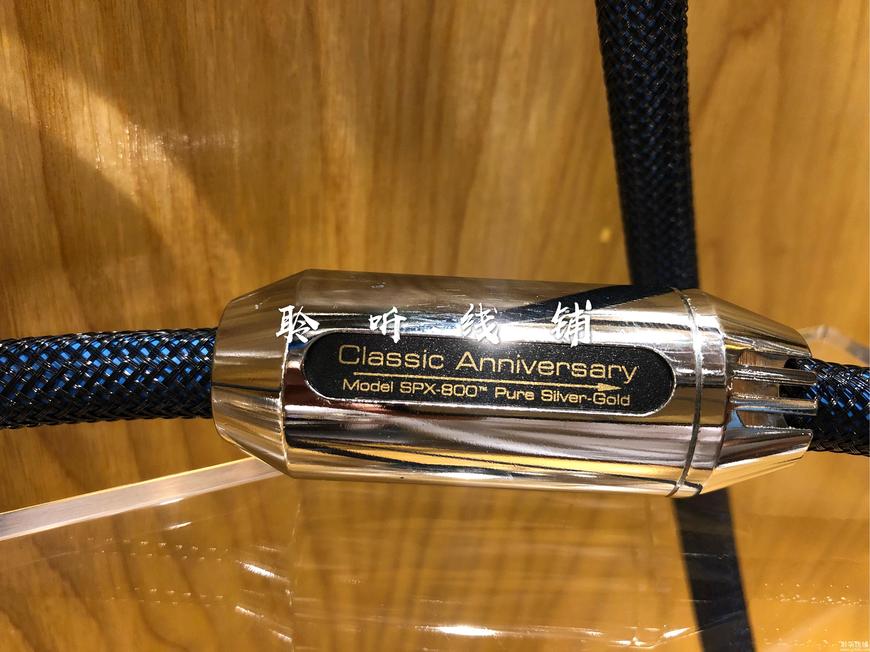 聆听线铺
Classic Anniversary
Model SPX-800™ Pure Silver-Gold